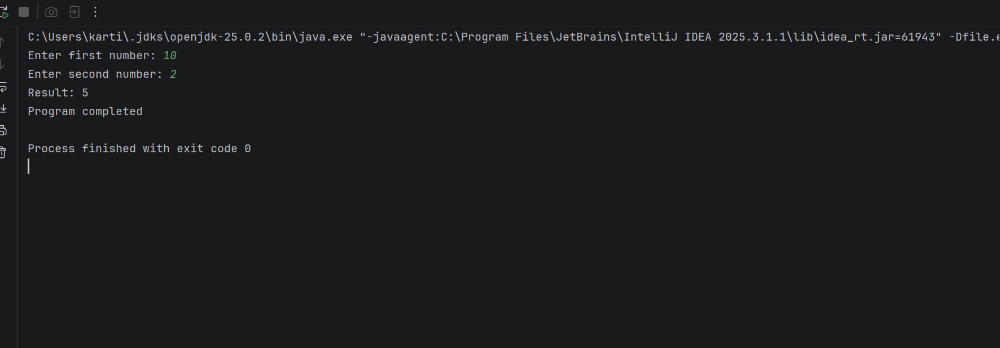 C:\Users\karti\.jdks\openjdk-25.0.2\bin\java.exe "-javaagent:C:\Program Files\JetBrains\IntelliJ IDEA 2025.3.1.1\lib\idea_rt.jar=61943" -Dfile.e
Enter first number: 10
Enter second number: 2
Result: 5
Program completed
Process finished with exit code 0